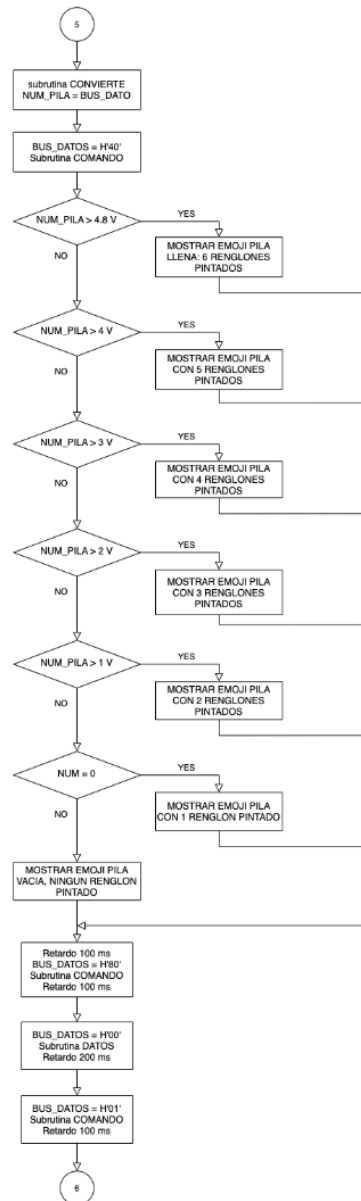 5
subrutina CONVIERTE
NUM_PILA = BUS_DATO
BUS_DATOS = H'40'
Subrutina COMANDO
NUM_PILA > 4.8 V
YES
NO
MOSTRAR EMOJI PILA
LLENA: 6 RENGLONES
PINTADOS
NUM_PILA > 4 V
YES
NO
MOSTRAR EMOJI PILA
CON 5 RENGLONES
PINTADOS
NUM_PILA > 3 V
YES
NO
MOSTRAR EMOJI PILA
CON 4 RENGLONES
PINTADOS
NUM_PILA > 2 V
YES
NO
MOSTRAR EMOJI PILA
CON 3 RENGLONES
PINTADOS
NUM_PILA > 1 V
YES
NO
MOSTRAR EMOJI PILA
CON 2 RENGLONES
PINTADOS
NUM = 0
YES
NO
MOSTRAR EMOJI PILA
CON 1 RENGLON PINTADO
MOSTRAR EMOJI PILA
VACIA, NINGUN RENGLON
PINTADO
Retardo 100 ms
BUS_DATOS = H'80'
Subrutina COMANDO
Retardo 100 ms
BUS_DATOS = H'00'
Subrutina DATOS
Retardo 200 ms
BUS_DATOS = H'01'
Subrutina COMANDO
Retardo 100 ms
6